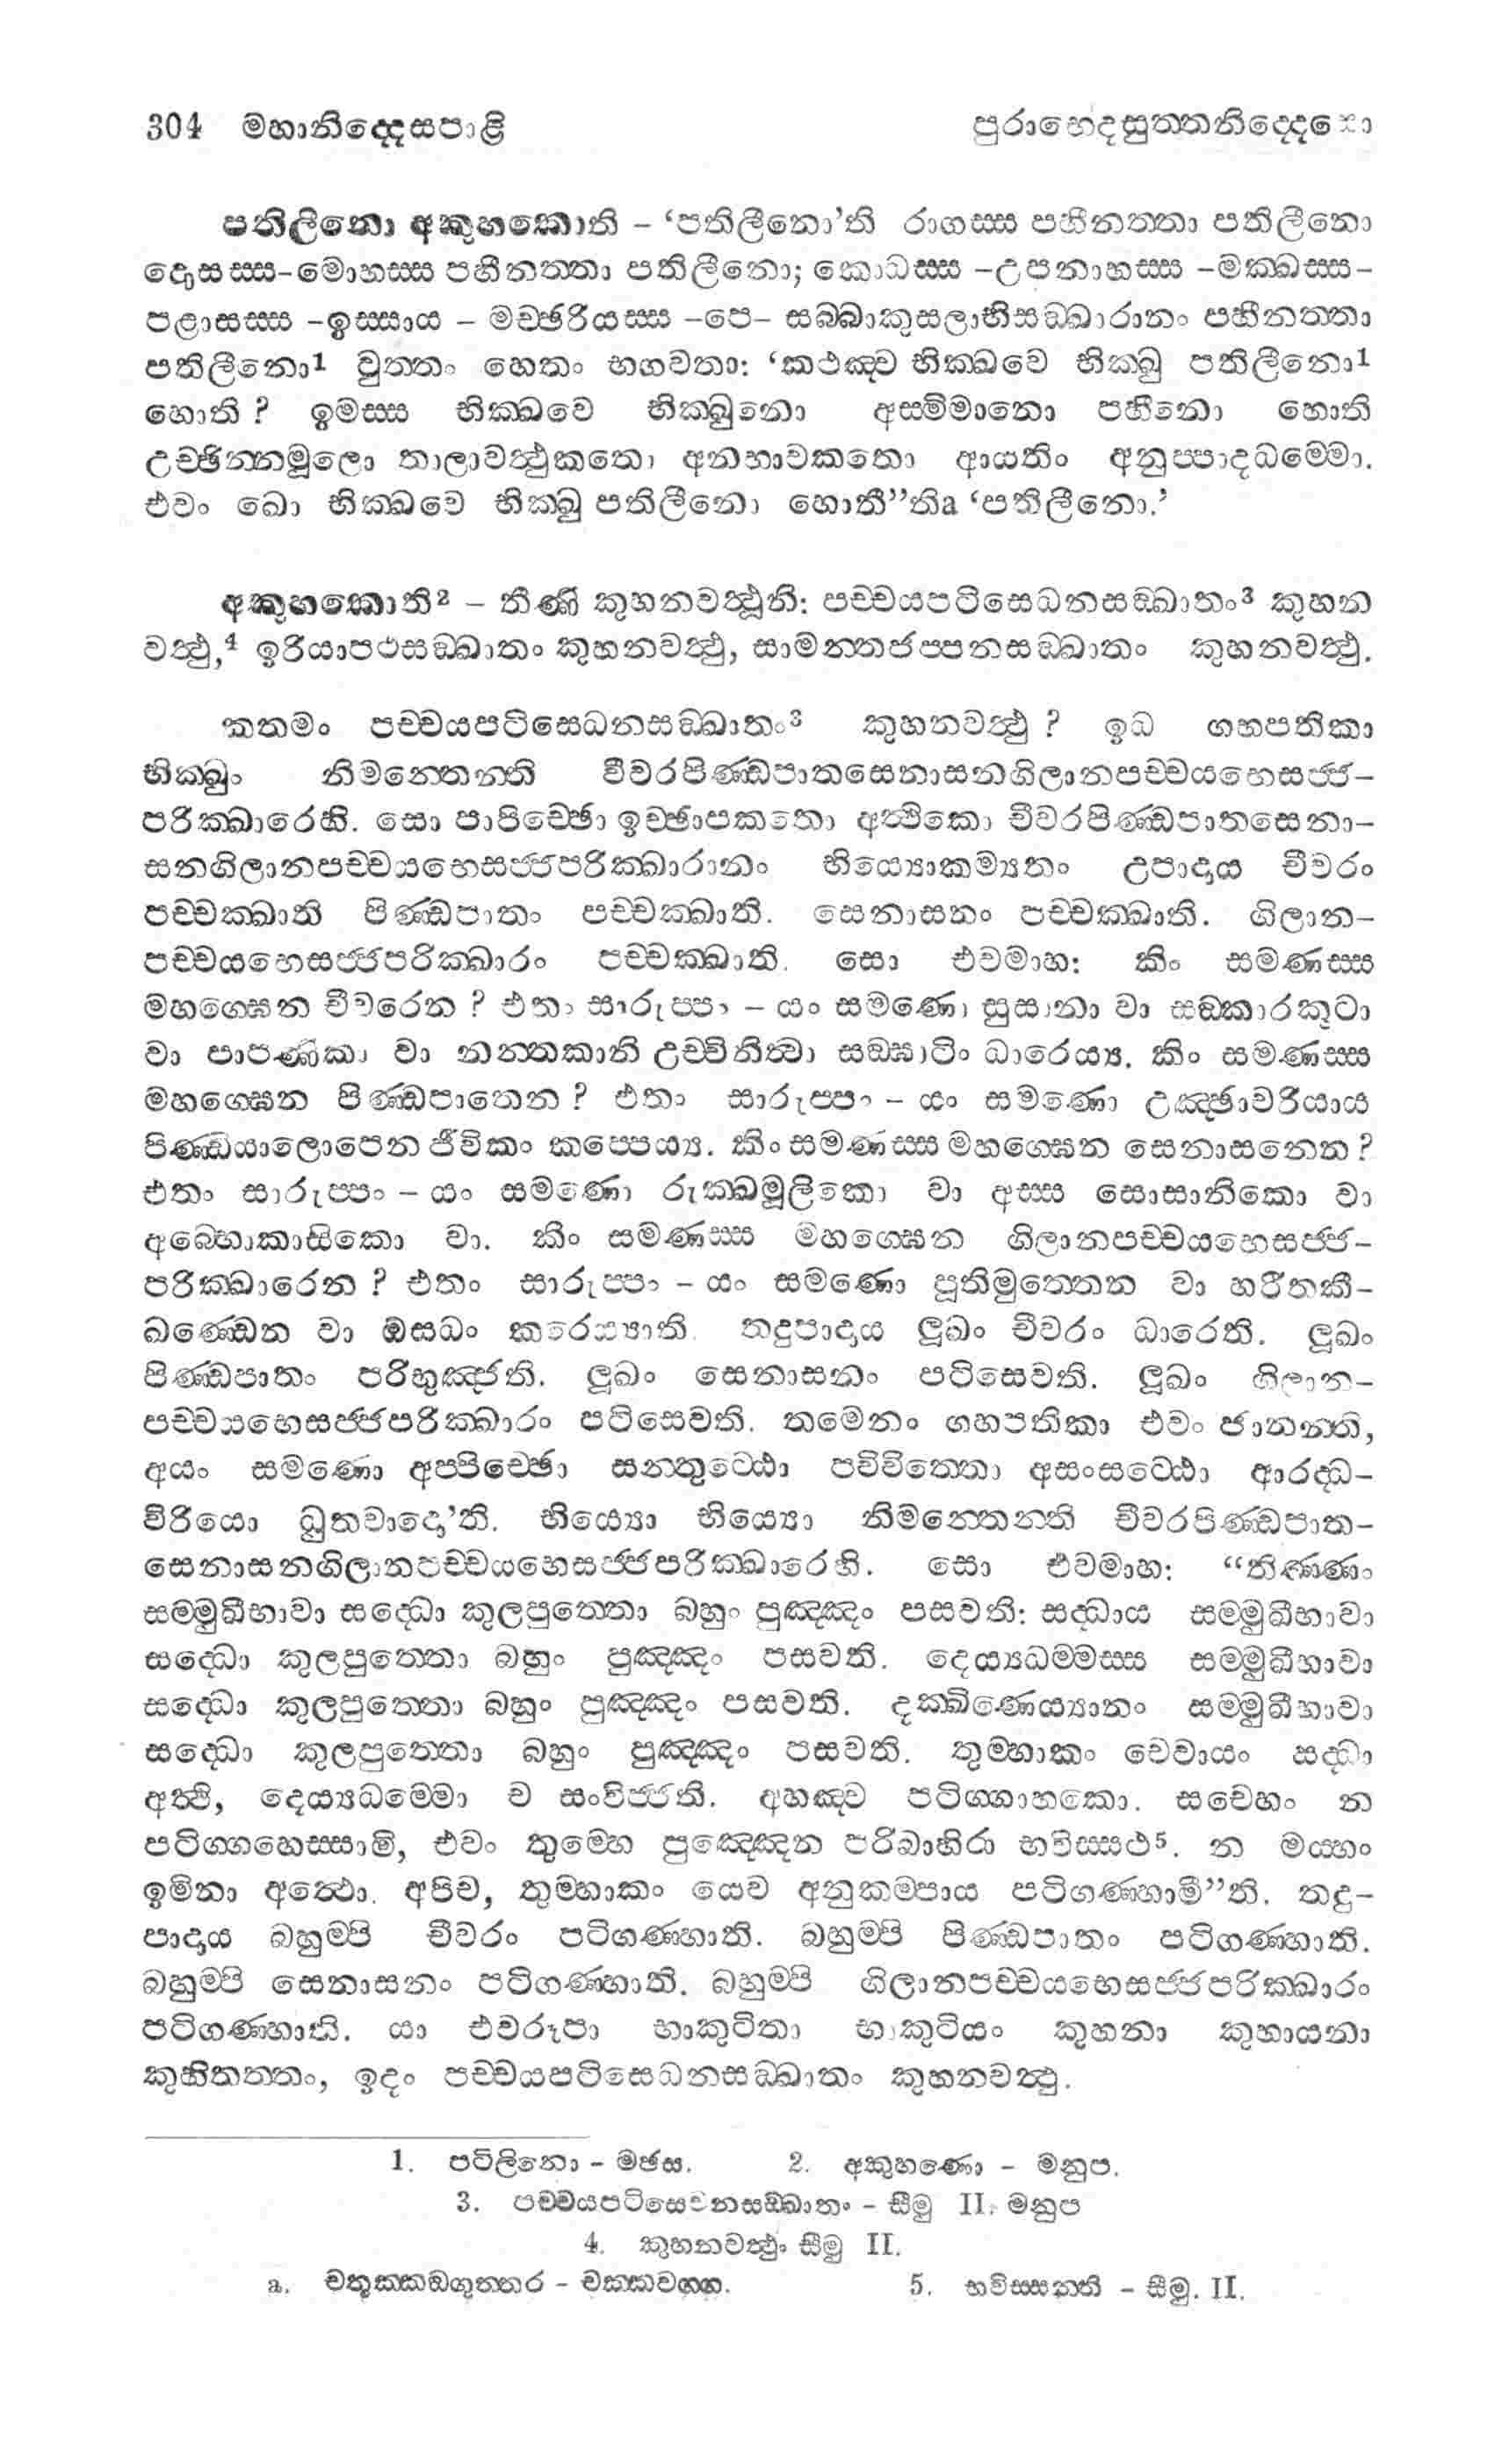 304 මහානිද්දෙසපාළි පුරාභෙදසුත්තනිද්දෙසො
පතිලීනො අකුහකොති – ‘පතිලීනො’ති රාගස්ස පහීනත්තා පතිලීනො
දොසස්ස-මොහස්ස පහීනත්තා පතිලීනො; කොධස්ස -උපනාහස්ස -මක්ඛස්ස-
පළාසස්ස -ඉස්සාය – මච්ඡරියස්ස -පෙ- සබ්බාකුසලාභිසඞ්ඛාරානං පහීනත්තා
පතිලීනො1 වුත්තං හෙතං භගවතා: ‘කථඤ්ච භික්ඛවෙ භික්ඛු පතිලීනො1
හොති ? ඉමස්ස භික්ඛවෙ භික්ඛුනො අස්මිමානො පහීනො හොති
උච්ඡින්නමූලො තාලාවත්ථුකතො අනභාවකතො ආයතිං අනුප්පාදධම්මො.
එවං ඛො භික්ඛවෙ භික්ඛු පතිලීනො හොතී”තිa ‘පතිලීනො.’
අකුහකොති2 – තීණි කුහනවත්ථූනි: පච්චයපටිසෙධනසඞ්ඛාතං3 කුහන
වත්ථු,4 ඉරියාපථසඞ්ඛාතං කුහනවත්ථු, සාමන්තජප්පනසඞ්ඛාතං කුහනවත්ථු.
කතමං පච්චයපටිසෙධනසඞ්ඛාතං3 කුහනවත්ථු ? ඉධ ගහපතිකා
භික්ඛුං නිමන්තෙන්ති චීවරපිණ්ඩපාතසෙනාසනගිලානපච්චයභෙසජ්ජ-
පරික්ඛාරෙහි. සො පාපිච්ඡො ඉච්ඡාපකතො අත්ථිකො චීවරපිණ්ඩපාතසෙනා-
සනගිලානපච්චයභෙසජ්ජපරික්ඛාරානං භිය්‍යොකම්‍යතං උපාදාය චීවරං
පච්චක්ඛාති පිණ්ඩපාතං පච්චක්ඛාති. සෙනාසනං පච්චක්ඛාති. ගිලාන-
පච්චයභෙසජ්ජපරික්ඛාරං පච්චක්ඛාති. සො එවමාහ: කිං සමණස්ස
මහග්ඝෙන චීවරෙන ? එතං සාරුප්පං – යං සමණො සුසානා වා සඞ්කාරකූටා
වා පාපණිකා වා නන්තකානි උච්චිනිත්වා සඞ්ඝාටිං ධාරෙය්‍ය. කිං සමණස්ස
මහග්ඝෙන පිණ්ඩපාතෙන ? එතං සාරුප්පං – යං සමණො උඤ්ඡාචරියාය
පිණ්ඩියාලොපෙන ජීවිකං කප්පෙය්‍ය. කිං සමණස්ස මහග්ඝෙන සෙනාසනෙන ?
එතං සාරුප්පං – යං සමණො රුක්ඛමූලිකො වා අස්ස සොසානිකො වා
අබ්භොකාසිකො වා. කිං සමණස්ස මහග්ඝෙන ගිලානපච්චයභෙසජ්ජ-
පරික්ඛාරෙන ? එතං සාරුප්පං – යං සමණො පූතිමුත්තෙන වා හරීතකී-
ඛණ්ඩෙන වා ඔසධං කරෙය්‍යාති. තදුපාදාය ලූඛං චීවරං ධාරෙති. ලූඛං
පිණ්ඩපාතං පරිභුඤ්ජති. ලූඛං සෙනාසනං පටිසෙවති. ලූඛං ගිලාන-
පච්චයභෙසජ්ජපරික්ඛාරං පටිසෙවති. තමෙනං ගහපතිකා එවං ජානන්ති,
අයං සමණො අප්පිච්ඡො සන්තුට්ඨො පවිවිත්තො අසංසට්ඨො ආරද්ධ-
විරියො ධුතවාදො’ති. භිය්‍යො භිය්‍යො නිමන්තෙන්ති චීවරපිණ්ඩපාත-
සෙනාසනගිලානපච්චයභෙසජ්ජපරික්ඛාරෙහි. සො එවමාහ: “තිණ්ණං
සම්මුඛීභාවා සද්ධො කුලපුත්තො බහුං පුඤ්ඤං පසවති: සද්ධාය සම්මුඛීභාවා
සද්ධො කුලපුත්තො බහුං පුඤ්ඤං පසවති. දෙය්‍යධම්මස්ස සම්මුඛීභාවා
සද්ධො කුලපුත්තො බහුං පුඤ්ඤං පසවති. දක්ඛිණෙය්‍යානං සම්මුඛීභාවා
සද්ධො කුලපුත්තො බහුං පුඤ්ඤං පසවති. තුම්හාකං චෙවායං සද්ධා
අත්ථි, දෙය්‍යධම්මො ච සංවිජ්ජති. අහඤ්ච පටිග්ගාහකො. සචෙහං න
පටිග්ගහෙස්සාමි, එවං තුම්හෙ පුඤ්ඤෙන පරිබාහිරා භවිස්සථ5. න මය්හං
ඉමිනා අත්ථො. අපිච, තුම්හාකං යෙව අනුකම්පාය පටිගණ්හාමී”ති. තදු-
පාදාය බහුම්පි චීවරං පටිගණ්හාති. බහුම්පි පිණ්ඩපාතං පටිගණ්හාති.
බහුම්පි සෙනාසනං පටිගණ්හාති. බහුම්පි ගිලානපච්චයභෙසජ්ජපරික්ඛාරං
පටිගණ්හාති. යා එවරූපා භාකුටිතා භාකුටියං කුහනා කුහායනා
කුහිතත්තං, ඉදං පච්චයපටිසෙධනසඞ්ඛාතං කුහනවත්ථු.
1. පටිලිනො – මජස. 2. අකුහණො – මනුප.
3. පච්චයපටිසෙවනසඞ්ඛාතං – සීමු II. මනුප
4. කුහනවත්ථුං සීමු II.
a. චතුක්කඞ්ගුත්තර – චක්කවග්ග. 5. භවිස්සන්ති – සීමු. II.